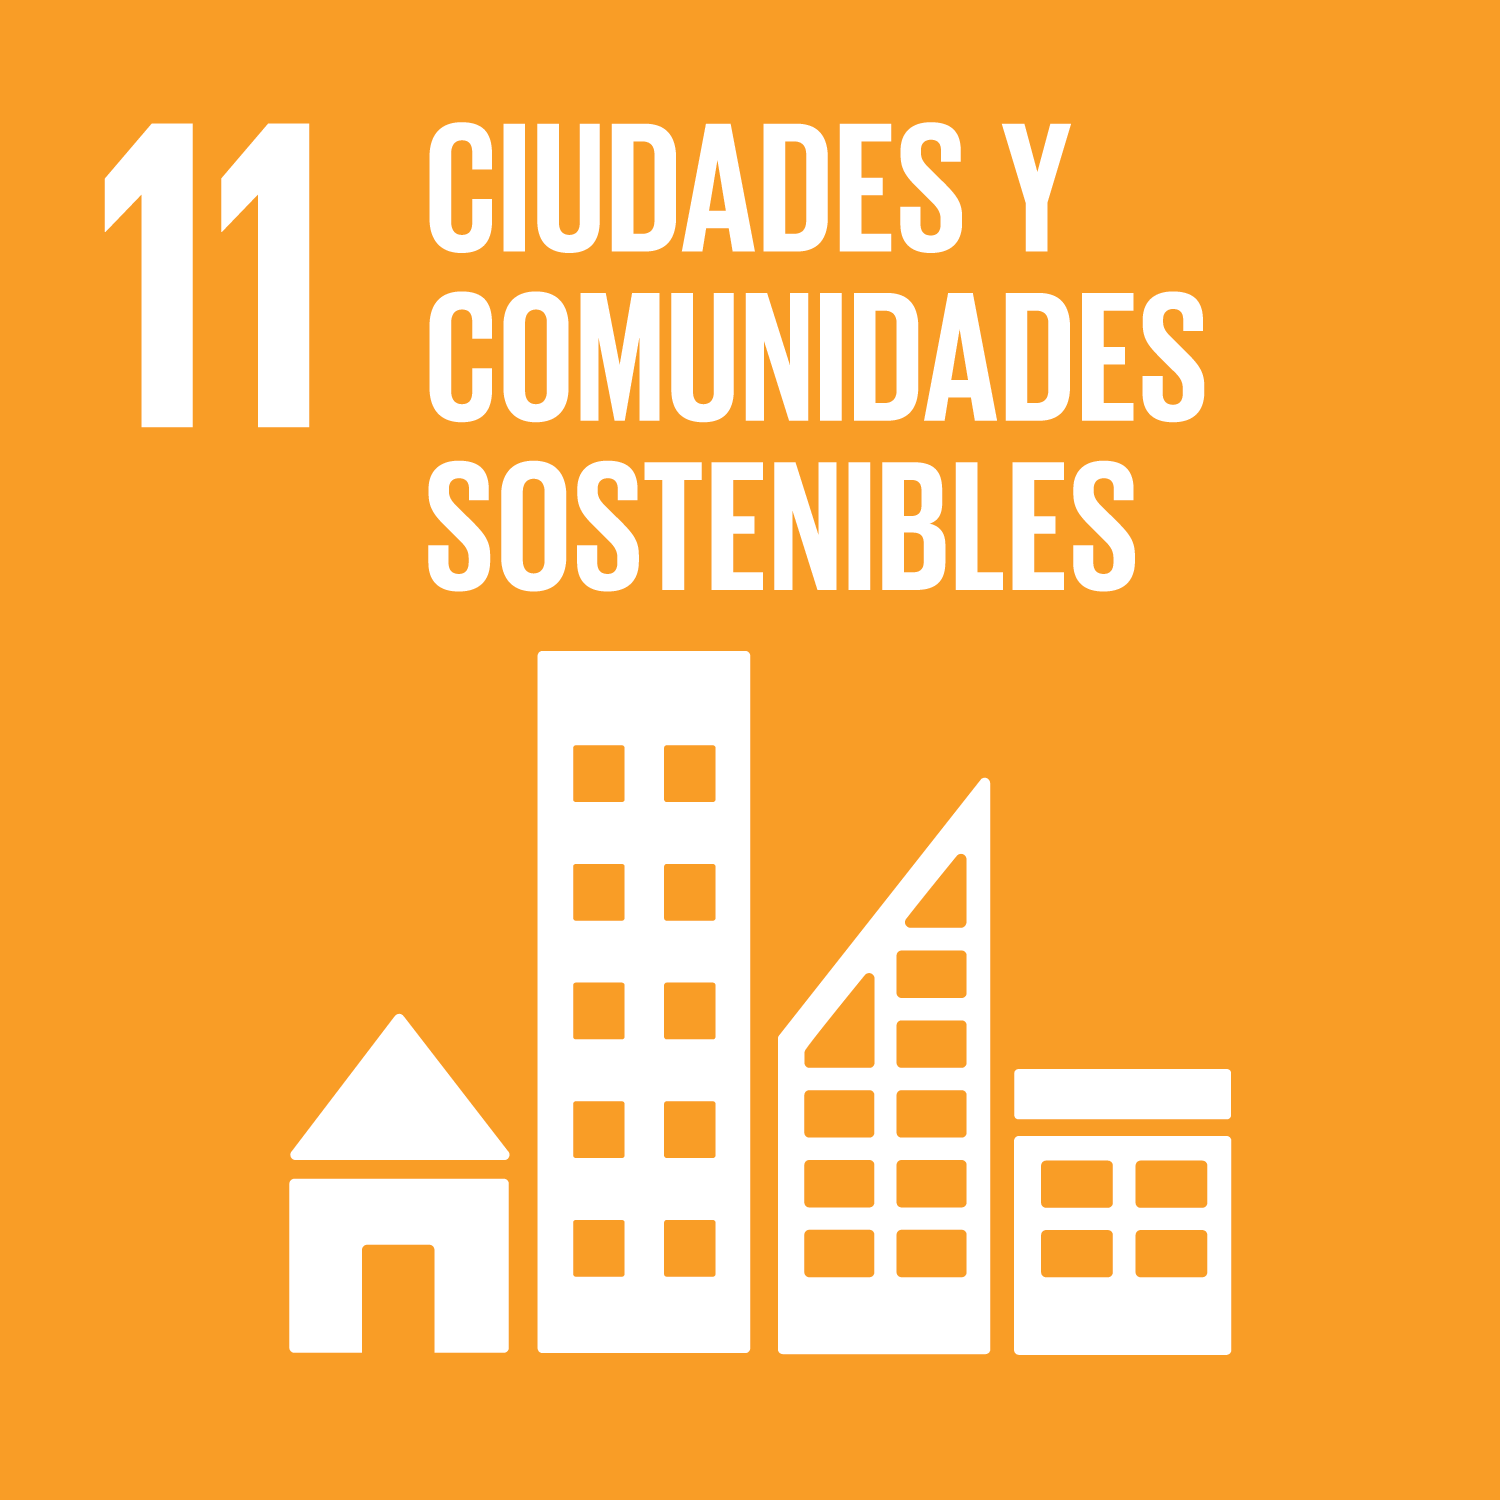 11
CIUDADES Y
COMUNIDADES
SOSTENIBLES